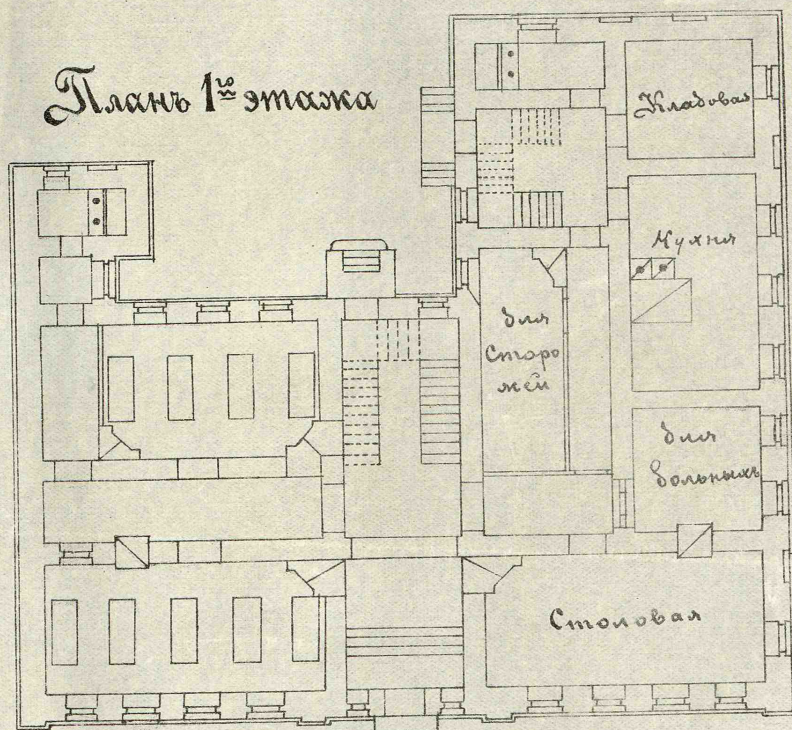 Планъ 1го этажа
Кладовая
Кухня
для
Сторо
жей
для
больныхъ
Столовая